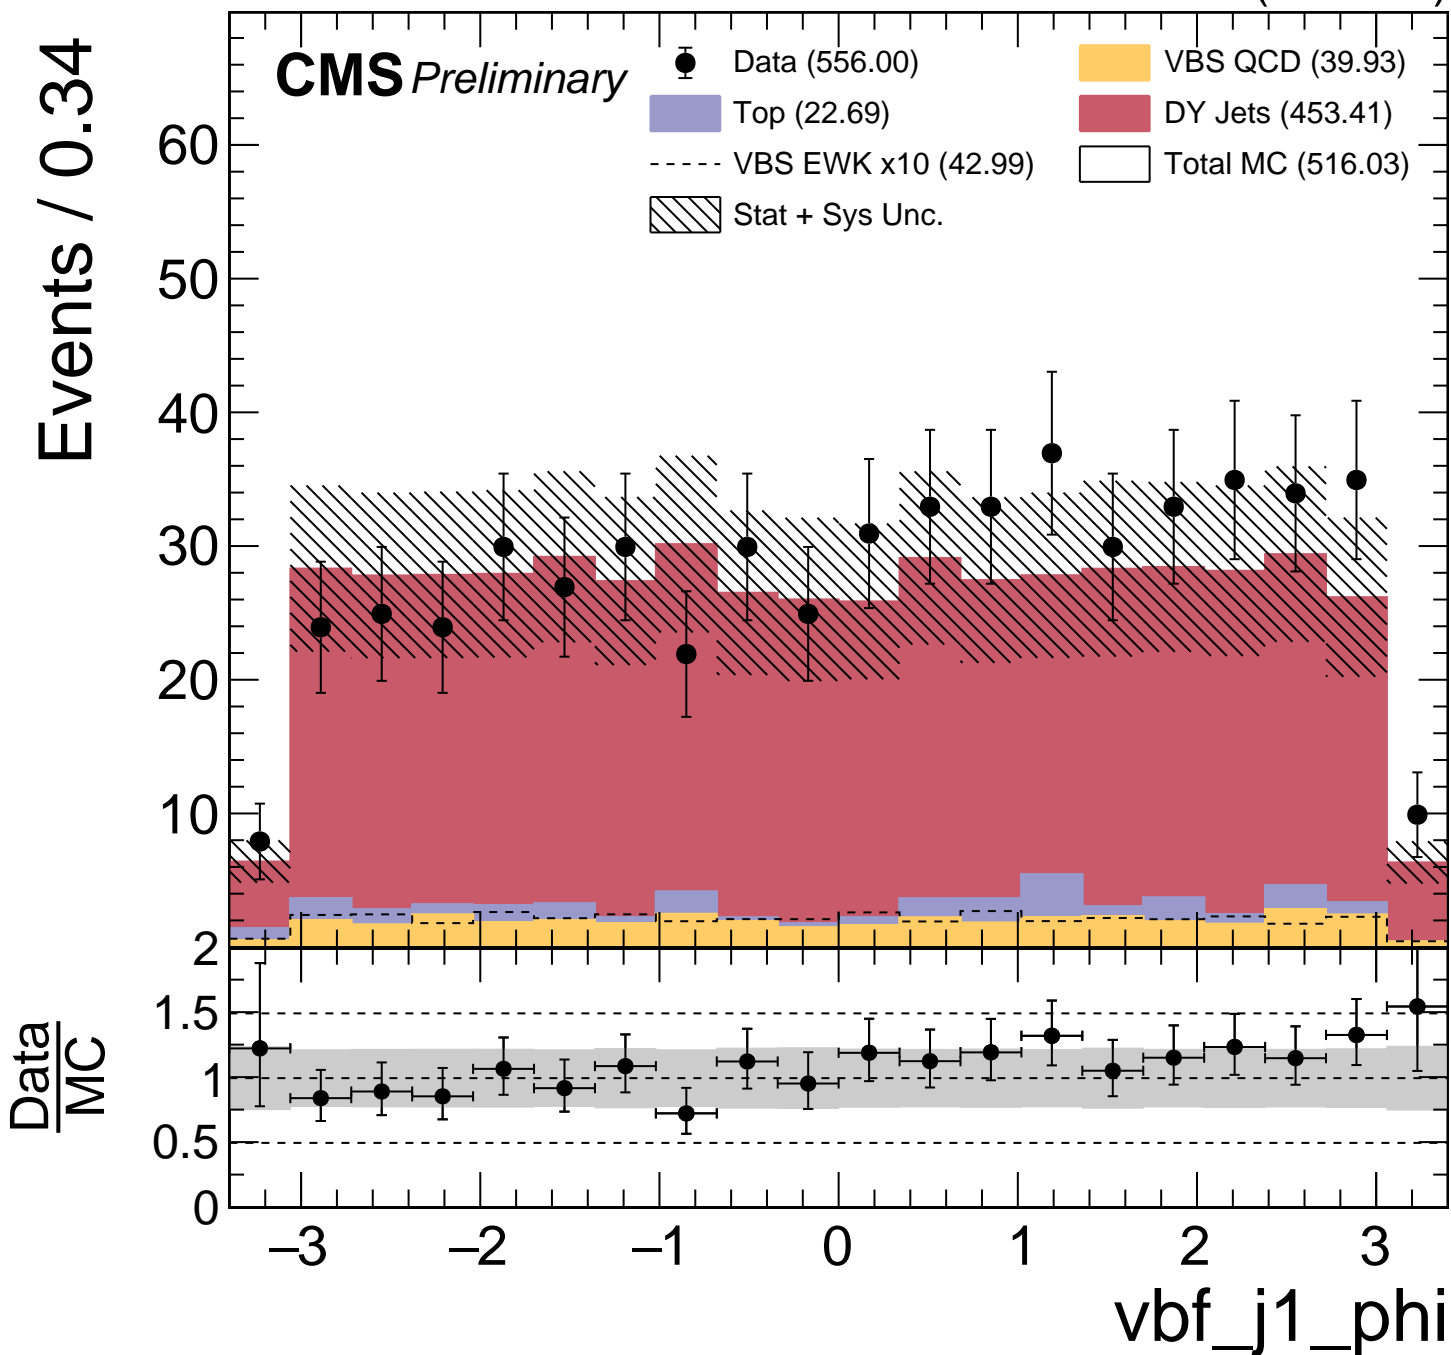 CMS Preliminary
Data (556.00)
VBS QCD (39.93)
Top (22.69)
DY Jets (453.41)
VBS EWK x10 (42.99)
Total MC (516.03)
Stat + Sys Unc.
Events / 0.34
60
50
40
30
20
10
2
1.5
1
0.5
0
Data
MC
–3 –2 –1 0 1 2 3
vbf_j1_phi